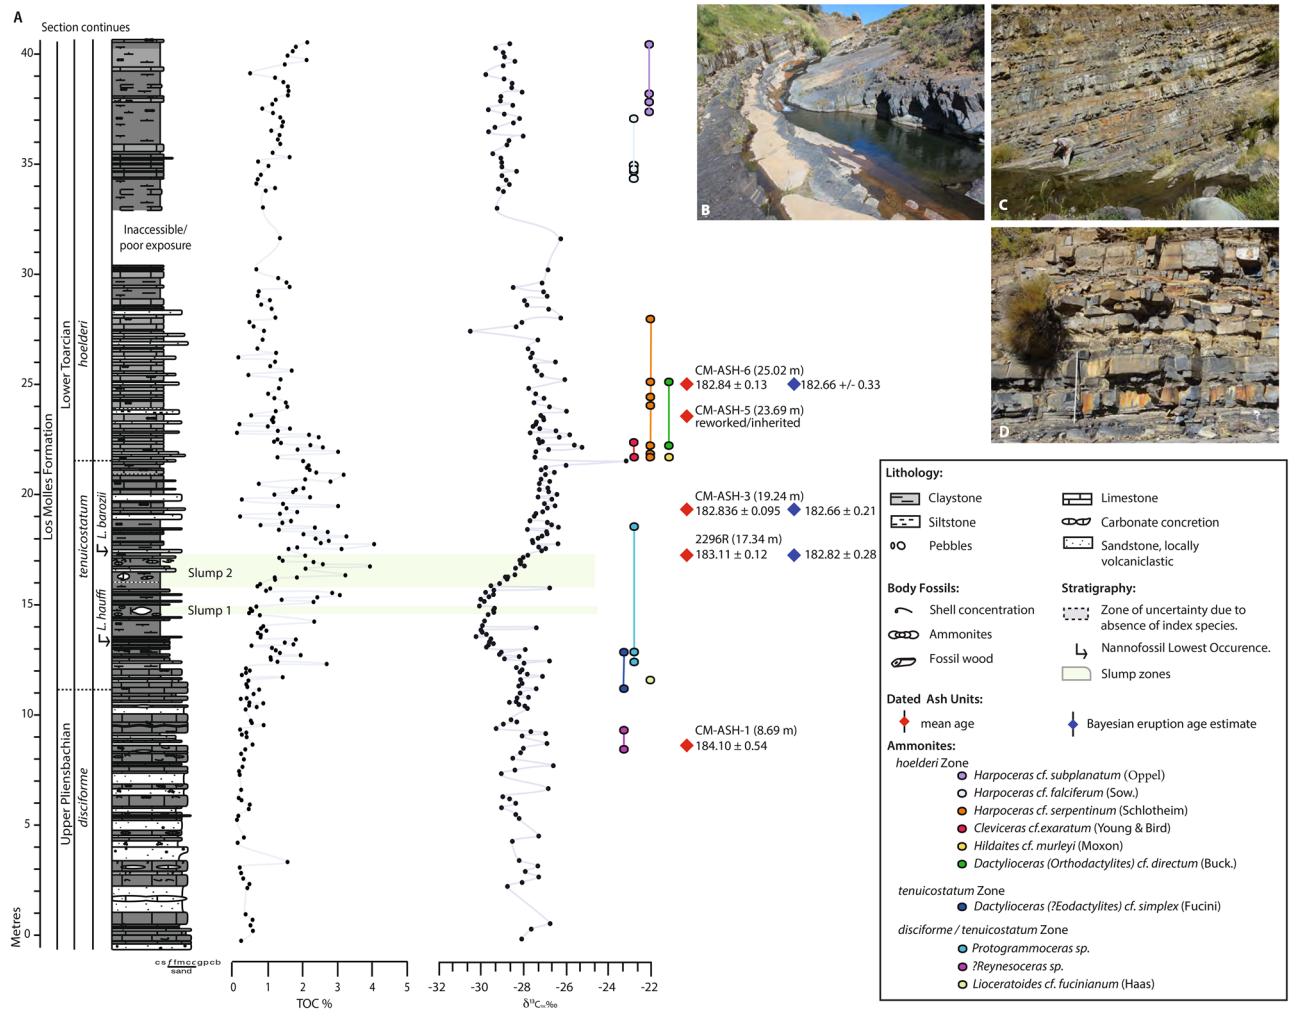 A
Section continues
40
35
30
25
20
15
10
5
0
Metres
Los Molles Formation
Lower Toarcian
Upper Pliensbachian
hoelderi
tenuicostatum
disciforme
L. barozii
L. hauffi
Inaccessible/
poor exposure
Slump 2
Slump 1
c s f f m c c g p c b
sand
0 1 2 3 4 5
TOC %
-32 -30 -28 -26 -24 -22
CM-ASH-6 (25.02 m)
182.84 ± 0.13
182.66 +/- 0.33
CM-ASH-5 (23.69 m)
reworked/inherited
CM-ASH-3 (19.24 m)
182.836 ± 0.095
182.66 ± 0.21
2296R (17.34 m)
183.11 ± 0.12
182.82 ± 0.28
CM-ASH-1 (8.69 m)
184.10 ± 0.54
B
C
D
Lithology:
Claystone
Siltstone
Pebbles
Limestone
Carbonate concretion
Sandstone, locally
volcaniclastic
Body Fossils:
Shell concentration
Ammonites
Fossil wood
Stratigraphy:
Zone of uncertainty due to
absence of index species.
Nannofossil Lowest Occurence.
Slump zones
Dated Ash Units:
mean age
Bayesian eruption age estimate
Ammonites:
hoelderi Zone
Harpoceras cf. subplanatum (Oppel)
Harpoceras cf. falciferum (Sow.)
Harpoceras cf. serpentinum (Schlotheim)
Cleviceras cf.exaratum (Young & Bird)
Hildaites cf. murleyi (Moxon)
Dactylioceras (Orthodactylites) cf. directum (Buck.)
tenuicostatum Zone
Dactylioceras (?Eodactylites) cf. simplex (Fucini)
disciforme / tenuicostatum Zone
Protogrammoceras sp.
?Reynesoceras sp.
Lioceratoides cf. fucinianum (Haas)